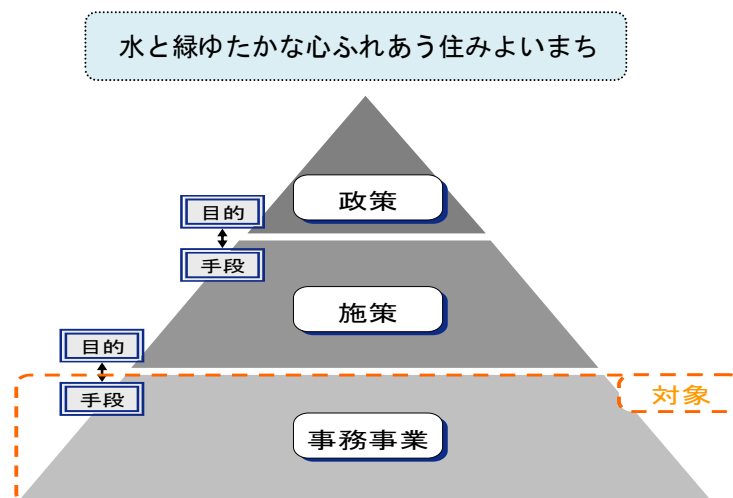 水と緑ゆたかな心ふれあう住みよいまち
政策
目的
手段
施策
目的
手段
対象
事務事業